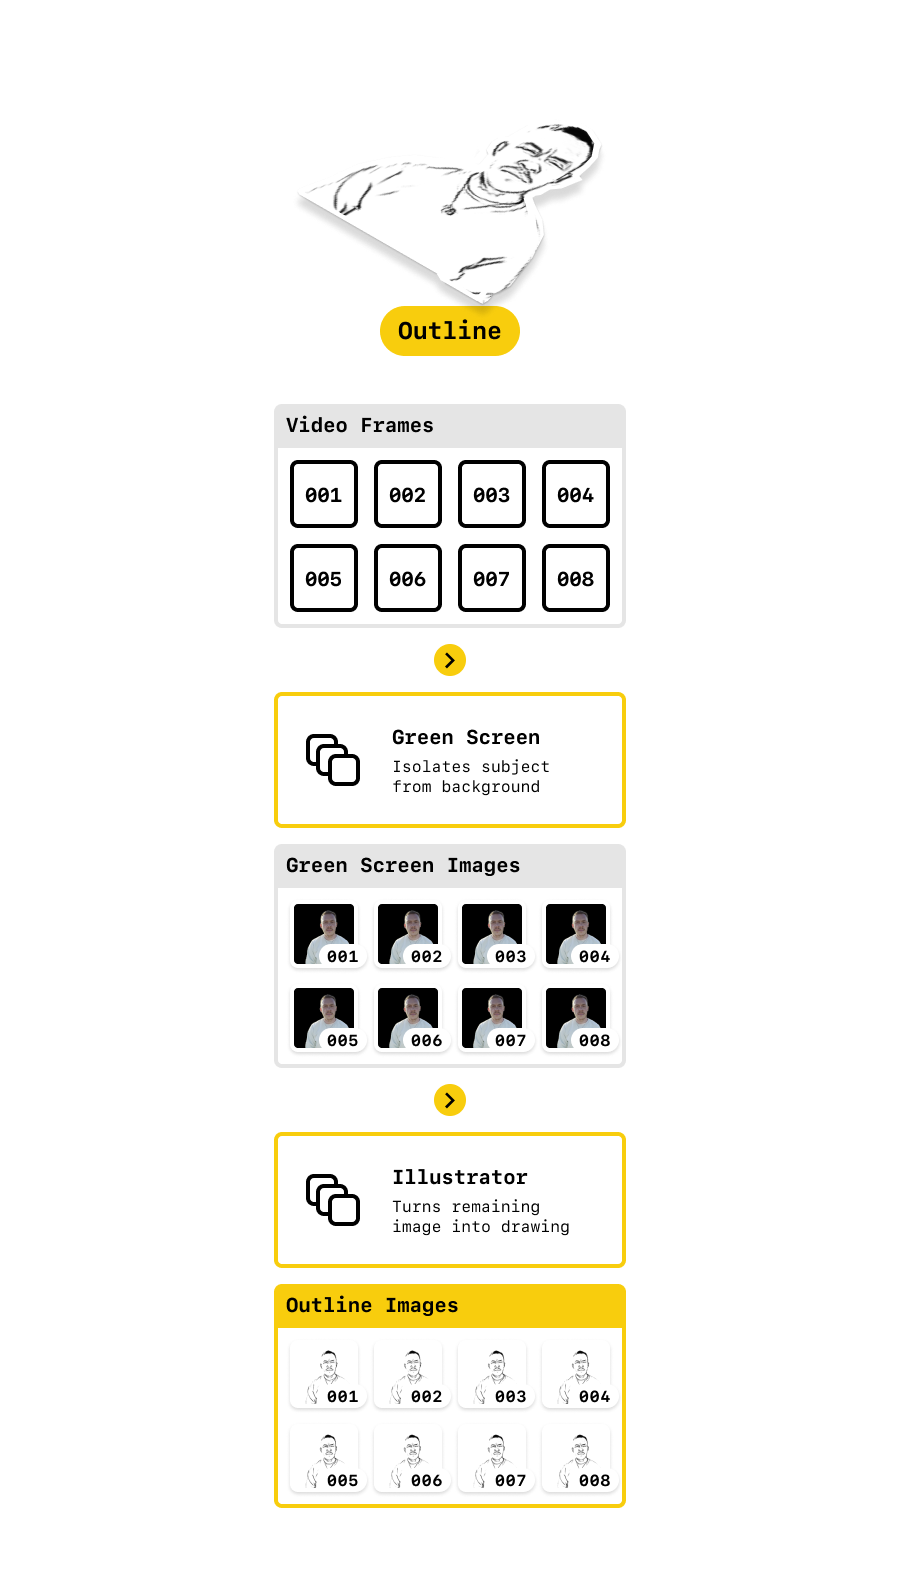 Outline
Video Frames
001 002 003 004
005 006 007 008
Green Screen
Isolates subject
from background
Green Screen Images
001 002 003 004
005 006 007 008
Illustrator
Turns remaining
image into drawing
Outline Images
001 002 003 004
005 006 007 008